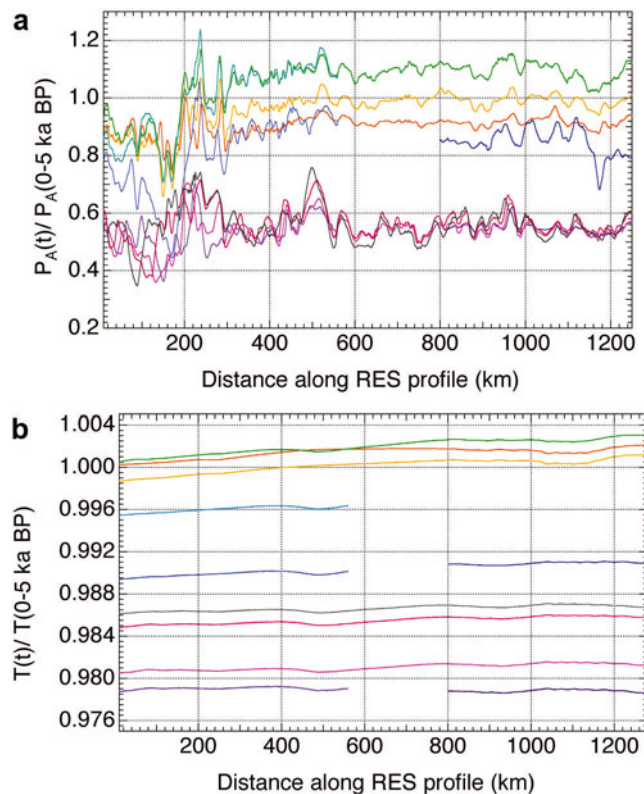 a
P_A(t)/ P_A(0-5 ka BP)
1.2
1.0
0.8
0.6
0.4
0.2
200 400 600 800 1000 1200
Distance along RES profile (km)
b
T(t)/ T(0-5 ka BP)
1.004
1.000
0.996
0.992
0.988
0.984
0.980
0.976
200 400 600 800 1000 1200
Distance along RES profile (km)